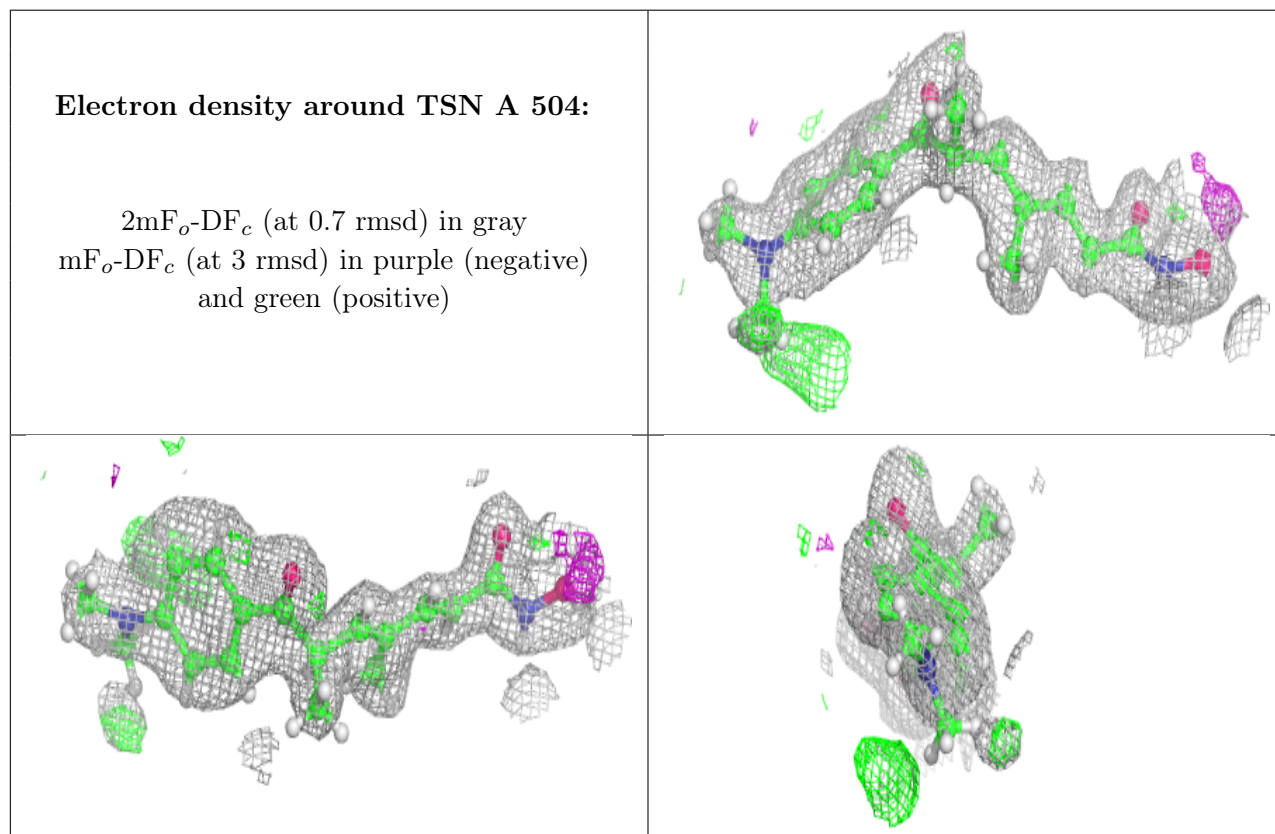 Electron density around TSN A 504:
2mFₒ-DF𝒸 (at 0.7 rmsd) in gray
mFₒ-DF𝒸 (at 3 rmsd) in purple (negative)
and green (positive)